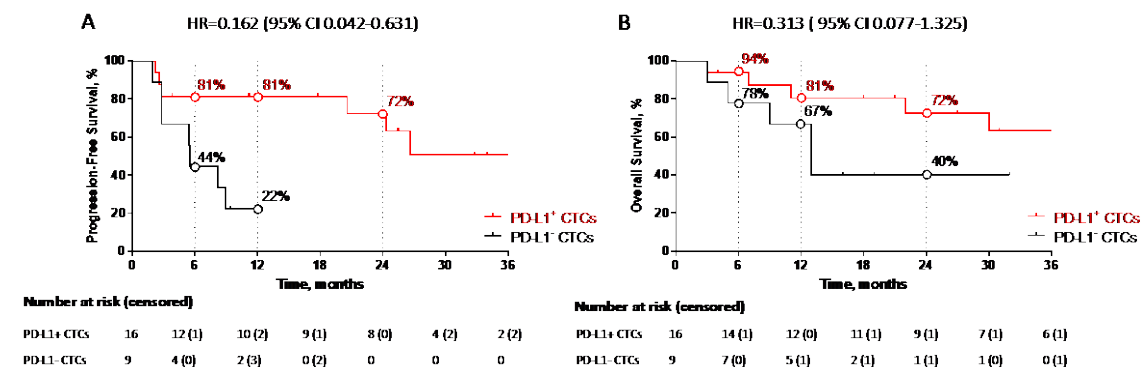 A
HR=0.162 (95% CI 0.042-0.631)
Progression-Free Survival, %
100
80
60
40
20
0
81%
81%
72%
44%
22%
PD-L1+ CTCs
PD-L1- CTCs
0 6 12 24 36
Time, months
Number at risk (censored)
PD-L1+ CTCs 16 12 (1) 10 (2) 9 (1) 8 (0) 4 (2) 2 (2)
PD-L1- CTCs 9 4 (0) 2 (3) 0 (2) 0 0 0
B
HR=0.313 ( 95% CI 0.077-1.325)
Overall Survival, %
100
80
60
40
20
0
94%
81%
72%
78%
67%
40%
PD-L1+ CTCs
PD-L1- CTCs
0 6 12 24 30 36
Time, months
Number at risk (censored)
PD-L1+ CTCs 16 14 (1) 12 (0) 11 (1) 9 (1) 7 (1) 6 (1)
PD-L1- CTCs 9 7 (0) 5 (1) 2 (1) 1 (1) 1 (0) 0 (1)